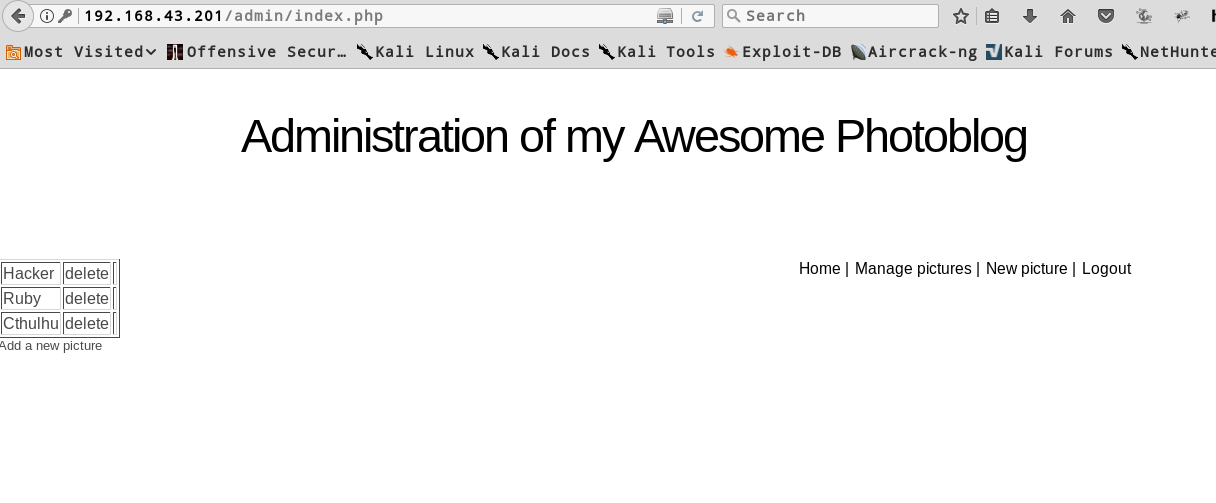 192.168.43.201/admin/index.php Search
Most Visited Offensive Secur… Kali Linux Kali Docs Kali Tools Exploit-DB Aircrack-ng Kali Forums NetHunte
Administration of my Awesome Photoblog
Home | Manage pictures | New picture | Logout
Hacker delete
Ruby delete
Cthulhu delete
Add a new picture